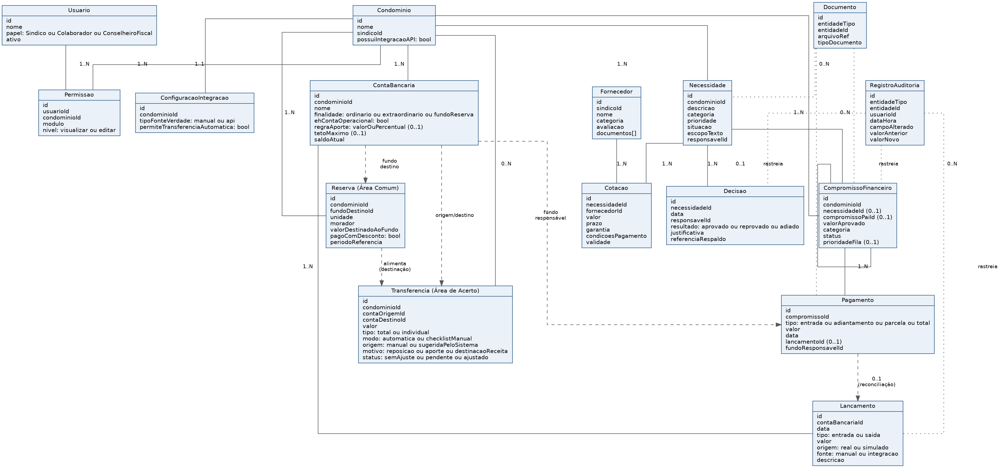 Usuario
id
nome
papel: Sindico ou Colaborador ou ConselheiroFiscal
ativo
Condominio
id
nome
sindicoId
possuiIntegracaoAPI: bool
Documento
id
entidadeTipo
entidadeId
arquivoRef
tipoDocumento
1..N
1..N
1..1
1..N
1..N
0..N
Permissao
id
usuarioId
condominioId
modulo
nivel: visualizar ou editar
ConfiguracaoIntegracao
id
condominioId
tipoFonteVerdade: manual ou api
permiteTransferenciaAutomatica: bool
1..N
ContaBancaria
id
condominioId
nome
finalidade: ordinario ou extraordinario ou fundoReserva
ehContaOperacional: bool
regraAporte: valorOuPercentual (0..1)
tetoMaximo (0..1)
saldoAtual
Fornecedor
id
sindicoId
nome
categoria
avaliacao
documentos[]
Necessidade
id
condominioId
descricao
categoria
prioridade
situacao
escopoTexto
responsavelId
1..N
0..N
RegistroAuditoria
id
entidadeTipo
entidadeId
usuarioId
dataHora
campoAlterado
valorAnterior
valorNovo
fundo
destino
0..N
1..N
1..N
1..N
0..1
rastreia
rastreia
0..N
Reserva (Área Comum)
id
condominioId
fundoDestinoId
unidade
morador
valorDestinadoAoFundo
pagoComDesconto: bool
periodoReferencia
origem/destino
fundo
responsável
Cotacao
id
necessidadeId
fornecedorId
valor
prazo
garantia
condicoesPagamento
validade
Decisao
id
necessidadeId
data
responsavelId
resultado: aprovado ou reprovado ou adiado
justificativa
referenciaRespaldo
CompromissoFinanceiro
id
condominioId
necessidadeId (0..1)
compromissoPaiId (0..1)
valorAprovado
categoria
status
prioridadeFila (0..1)
1..N
alimenta
(destinação)
1..N
rastreia
Transferencia (Área de Acerto)
id
condominioId
contaOrigemId
contaDestinoId
valor
tipo: total ou individual
modo: automatica ou checklistManual
origem: manual ou sugeridaPeloSistema
motivo: reposicao ou aporte ou destinacaoReceita
status: semAjuste ou pendente ou ajustado
Pagamento
id
compromissoId
tipo: entrada ou adiantamento ou parcela ou total
valor
data
lancamentoId (0..1)
fundoResponsavelId
0..1
(reconciliação)
Lancamento
id
contaBancariaId
data
tipo: entrada ou saida
valor
origem: real ou simulado
fonte: manual ou integracao
descricao